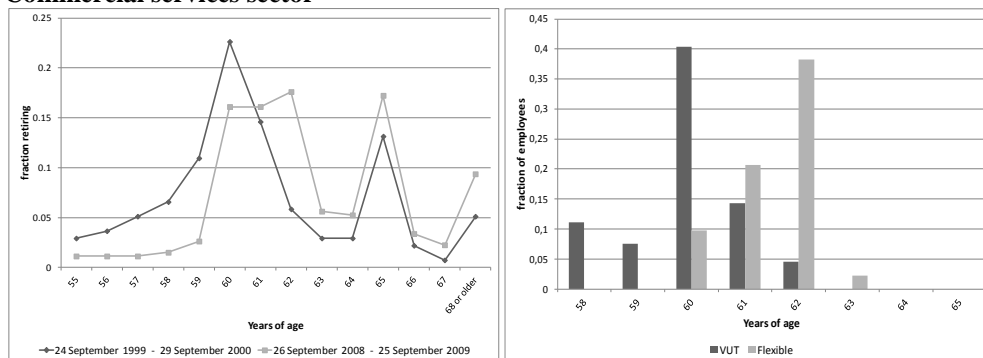 Commercial services sector
0.25
0.2
0.15
0.1
0.05
0
fraction retiring
55 56 57 58 59 60 61 62 63 64 65 66 67 68 or older
Years of age
24 September 1999 - 29 September 2000 26 September 2008 - 25 September 2009
0,45
0,4
0,35
0,3
0,25
0,2
0,15
0,1
0,05
0
fraction of employees
58 59 60 61 62 63 64 65
Years of age
VUT Flexible